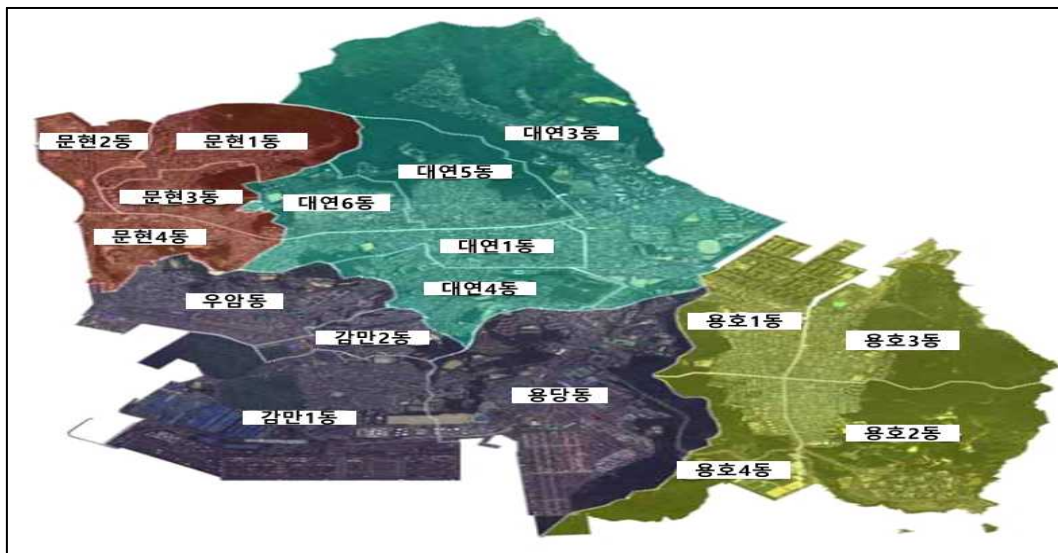 대연3동
문현2동
문현1동
대연5동
문현3동
대연6동
문현4동
대연1동
대연4동
우암동
용호1동
감만2동
용호3동
용당동
감만1동
용호2동
용호4동